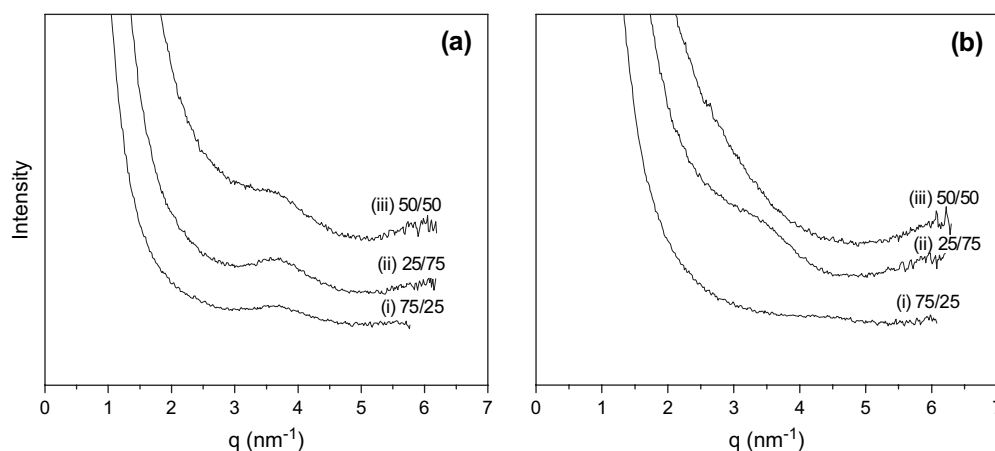 (a)
(iii) 50/50
(ii) 25/75
(i) 75/25
Intensity
0 1 2 3 4 5 6 7
q (nm⁻¹)
(b)
(iii) 50/50
(ii) 25/75
(i) 75/25
0 1 2 3 4 5 6 7
q (nm⁻¹)